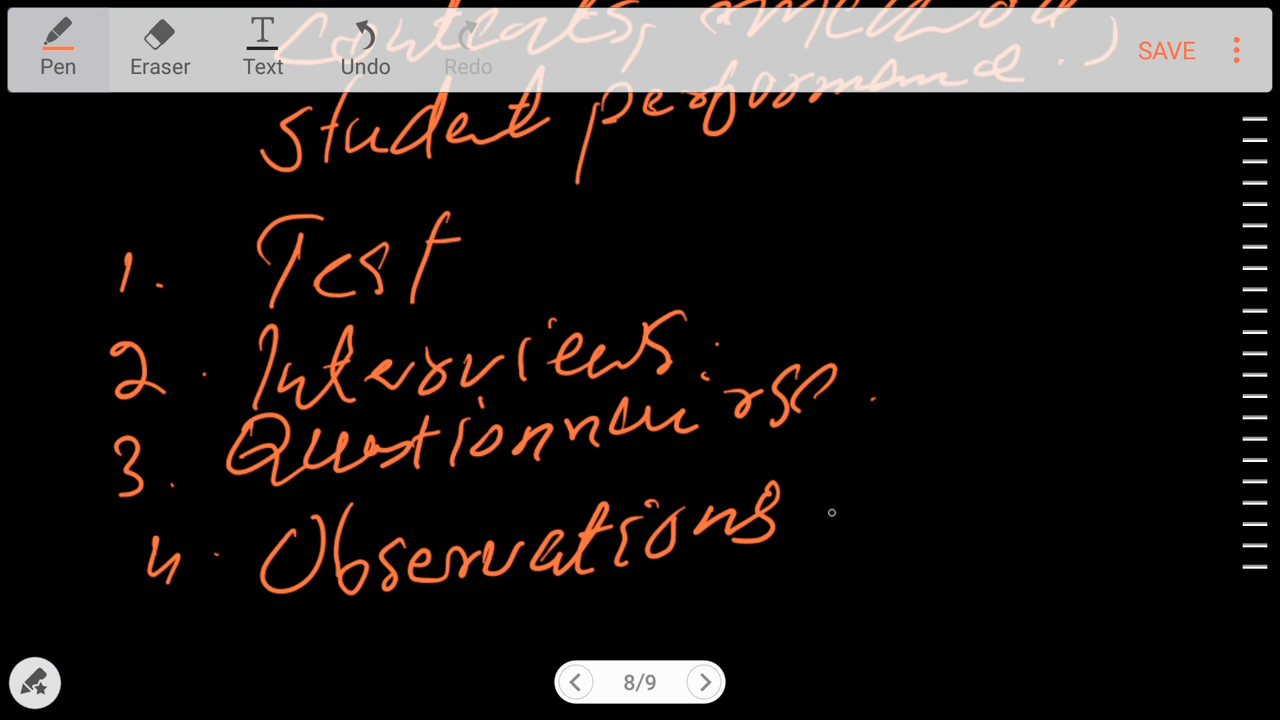 Contents, method
student performance.)
Pen
Eraser
Text
Undo
Redo
SAVE
1. Test
2. Interviews.
3. Questionnairse.
4. Observations
8/9